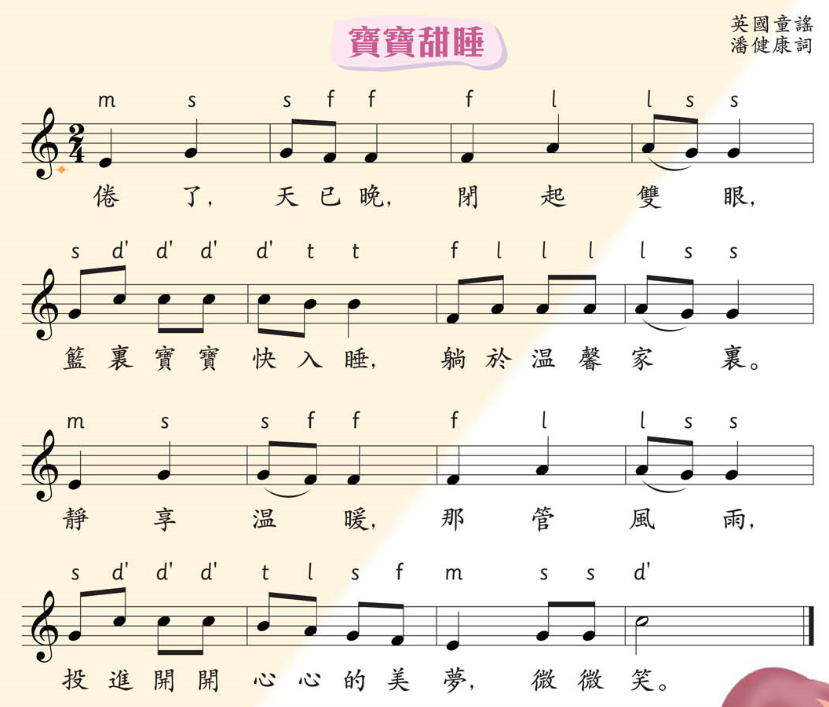 寶寶甜睡
英國童謠
潘健康詞
m s s f f f l l s s
2
4
倦 了, 天 已 晚, 閉 起 雙 眼,
s d' d' d' d' t t f l l l l s s
籃 裏 寶 寶 快 入 睡, 躺 於 温 馨 家 裏。
m s s f f f l l s s
靜 享 温 暖, 那 管 風 雨,
s d' d' d' t l s f m s s d'
投 進 開 開 心 心 的 美 夢, 微 微 笑。